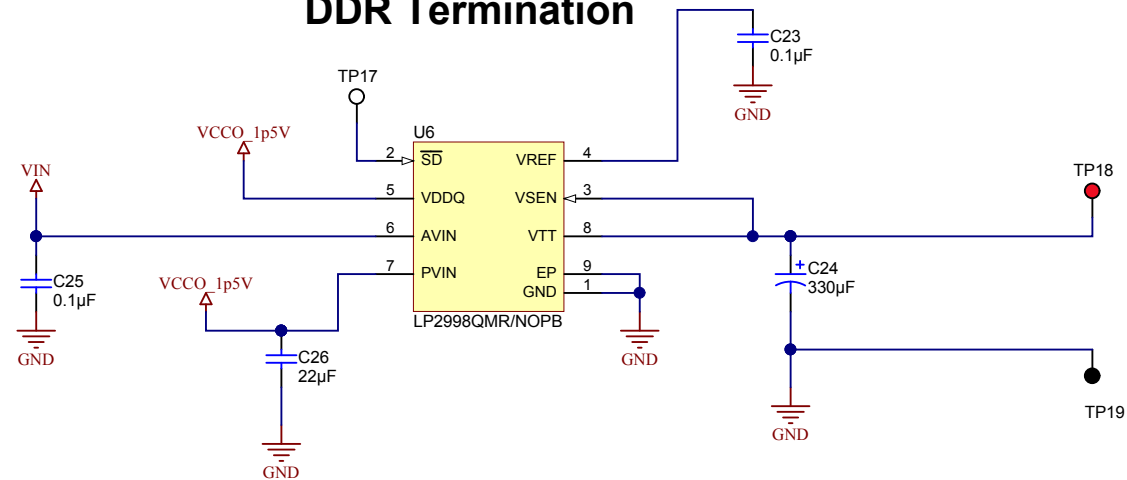 DDR Termination
C23
0.1µF
GND
TP17
U6
VCCO_1p5V
2
SD
VREF
4
VIN
5
VDDQ
VSEN
3
TP18
6
AVIN
VTT
8
C25
0.1µF
VCCO_1p5V
7
PVIN
EP
9
GND
1
+
C24
330µF
LP2998QMR/NOPB
GND
C26
22µF
GND
GND
TP19
GND
GND